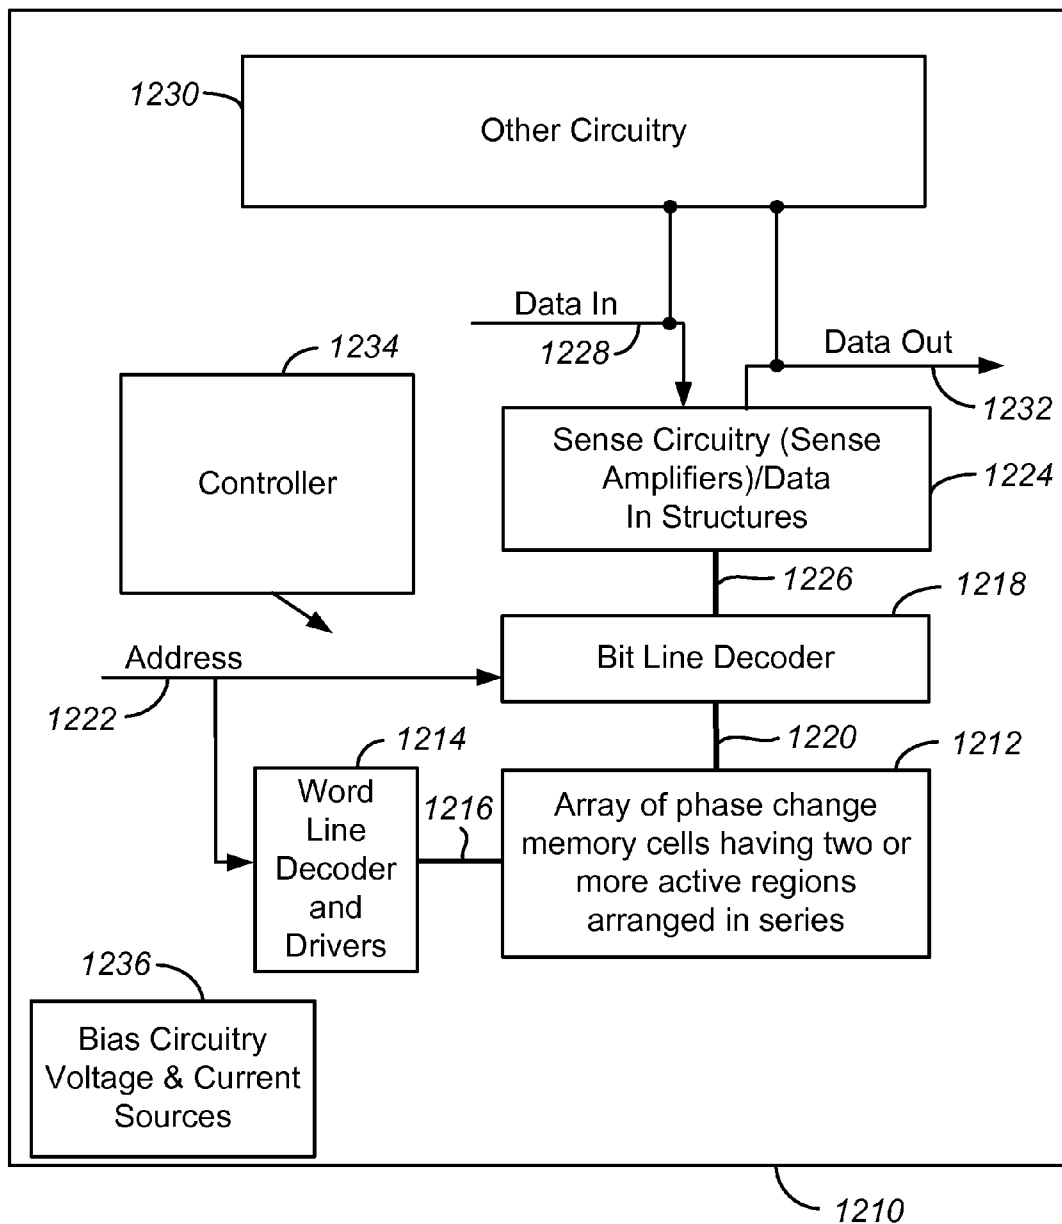 1230
Other Circuitry
Data In
1228
1234
Data Out
1232
Controller
Sense Circuitry (Sense
Amplifiers)/Data
In Structures
1224
1226
1218
Address
Bit Line Decoder
1222
1214
1220
1212
Word
Line
Decoder
and
Drivers
1216
Array of phase change
memory cells having two or
more active regions
arranged in series
1236
Bias Circuitry
Voltage & Current
Sources
1210